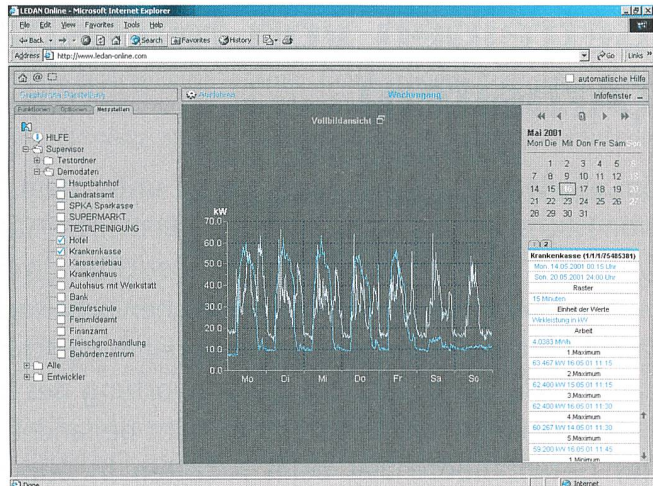 LEDAN Online - Microsoft Internet Explorer
File Edit View Favorites Tools Help
Back Search Favorites History
Address http://www.ledan-online.com Go Links »
automatische Hilfe
Graphische Darstellung Ausführen Wochengang Infofenster
Funktionen Optionen Messstellen
HILFE
Supervisor
Testordner
Demodaten
Hauptbahnhof
Landratsamt
SPKA Sparkasse
SUPERMARKT
TEXTILREINIGUNG
Hotel
Krankenkasse
Karosseriebau
Krankenhaus
Autohaus mit Werkstatt
Bank
Berufsschule
Fernmeldeamt
Finanzamt
Fleischgroßhandlung
Behördenzentrum
Alle
Entwickler
Vollbildansicht
kW
70.0
60.0
50.0
40.0
30.0
20.0
10.0
0.0
Mo Di Mi Do Fr Sa So
Mai 2001
Mon Die Mit Don Fre Sam Son
1 2 3 4 5 6
7 8 9 10 11 12 13
14 15 16 17 18 19 20
21 22 23 24 25 26 27
28 29 30 31
1 2
Krankenkasse (1/1/1/75485381)
Mon. 14.05.2001 00:15 Uhr
Son. 20.05.2001 24:00 Uhr
Raster
15 Minuten
Einheit der Werte
Wirkleistung in kW
Arbeit
4.0383 MWh
1.Maximum
63.467 kW 16.05.01 11:15
2.Maximum
62.400 kW 15.05.01 11:15
3.Maximum
62.400 kW 16.05.01 11:30
4.Maximum
60.267 kW 14.05.01 11:30
5.Maximum
59.200 kW 16.05.01 11:45
1.Minimum
Done Internet